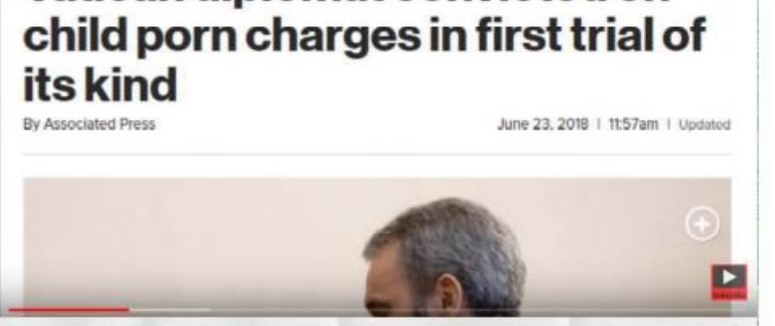 child porn charges in first trial of
its kind
By Associated Press June 23, 2018 | 11:57am | Updated